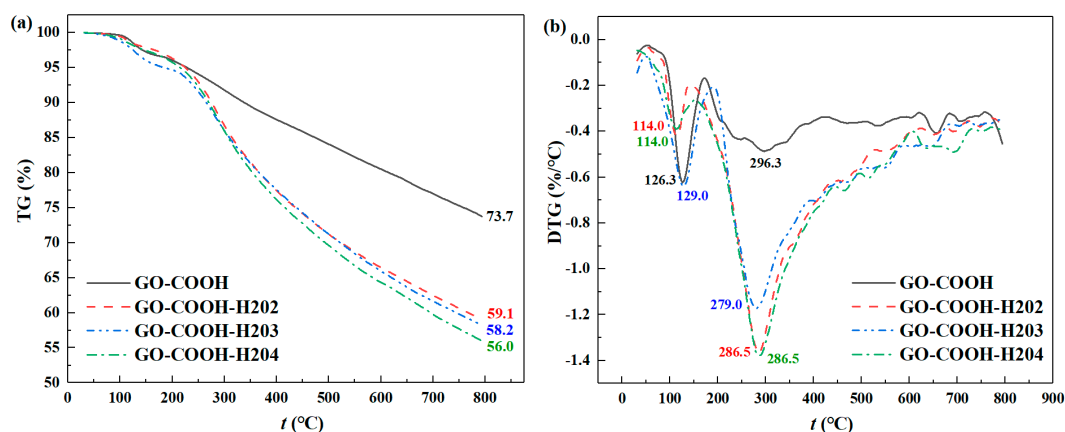 (a)
TG (%)
100
95
90
85
80
75
70
65
60
55
50
73.7
59.1
58.2
56.0
GO-COOH
GO-COOH-H202
GO-COOH-H203
GO-COOH-H204
0 100 200 300 400 500 600 700 800
t (°C)
(b)
DTG (%/°C)
0.0
-0.2
-0.4
-0.6
-0.8
-1.0
-1.2
-1.4
114.0
114.0
126.3
129.0
296.3
279.0
286.5
286.5
GO-COOH
GO-COOH-H202
GO-COOH-H203
GO-COOH-H204
0 100 200 300 400 500 600 700 800 900
t (°C)